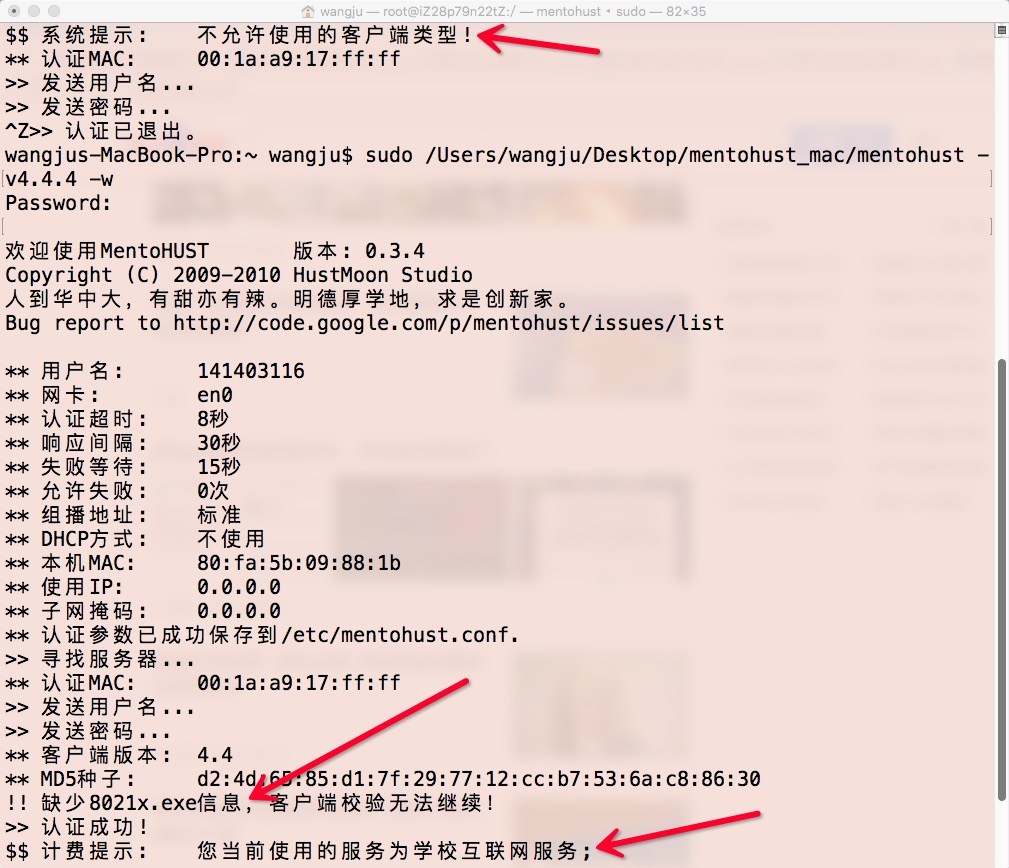 wangju — root@iZ28p79n22tZ:/ — mentohust • sudo — 82×35
$$ 系统提示: 不允许使用的客户端类型!
** 认证MAC: 00:1a:a9:17:ff:ff
>> 发送用户名...
>> 发送密码...
^Z>> 认证已退出。
wangjus-MacBook-Pro:~ wangju$ sudo /Users/wangju/Desktop/mentohust_mac/mentohust -
v4.4.4 -w
Password:
欢迎使用MentoHUST 版本: 0.3.4
Copyright (C) 2009-2010 HustMoon Studio
人到华中大，有甜亦有辣。明德厚学地，求是创新家。
Bug report to http://code.google.com/p/mentohust/issues/list
** 用户名: 141403116
** 网卡: en0
** 认证超时: 8秒
** 响应间隔: 30秒
** 失败等待: 15秒
** 允许失败: 0次
** 组播地址: 标准
** DHCP方式: 不使用
** 本机MAC: 80:fa:5b:09:88:1b
** 使用IP: 0.0.0.0
** 子网掩码: 0.0.0.0
** 认证参数已成功保存到/etc/mentohust.conf.
>> 寻找服务器...
** 认证MAC: 00:1a:a9:17:ff:ff
>> 发送用户名...
>> 发送密码...
** 客户端版本: 4.4
** MD5种子: d2:4d:65:85:d1:7f:29:77:12:cc:b7:53:6a:c8:86:30
!! 缺少8021x.exe信息，客户端校验无法继续!
>> 认证成功!
$$ 计费提示: 您当前使用的服务为学校互联网服务;